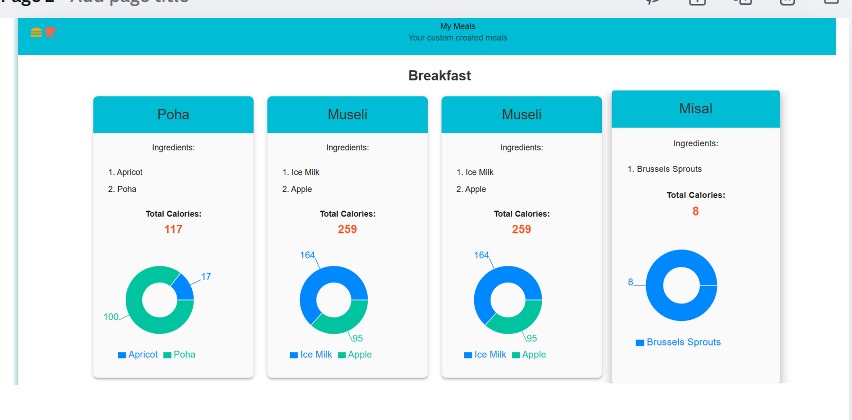 Page 2 - Add page title
My Meals
Your custom created meals
Breakfast
Poha
Ingredients:
1. Apricot
2. Poha
Total Calories:
117
17
100
Apricot Poha
Museli
Ingredients:
1. Ice Milk
2. Apple
Total Calories:
259
164
95
Ice Milk Apple
Museli
Ingredients:
1. Ice Milk
2. Apple
Total Calories:
259
164
95
Ice Milk Apple
Misal
Ingredients:
1. Brussels Sprouts
Total Calories:
8
8
Brussels Sprouts